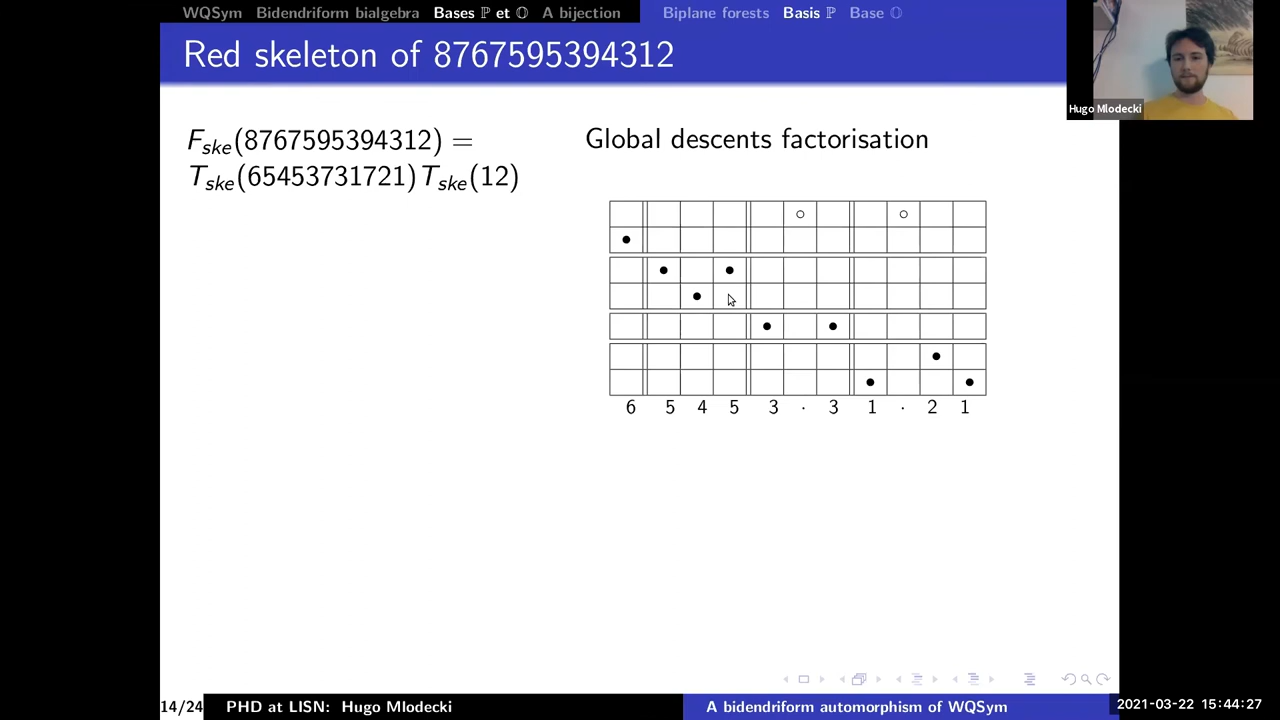 WQSym Bidendriform bialgebra Bases ℙ et 𝕆 A bijection Biplane forests Basis ℙ Base 𝕆
Red skeleton of 8767595394312
Hugo Mlodecki
F_ske(8767595394312) =
T_ske(65453731721) T_ske(12)
Global descents factorisation
6 5 4 5 3 · 3 1 · 2 1
14/24 PHD at LISN: Hugo Mlodecki A bidendriform automorphism of WQSym
2021-03-22 15:44:27